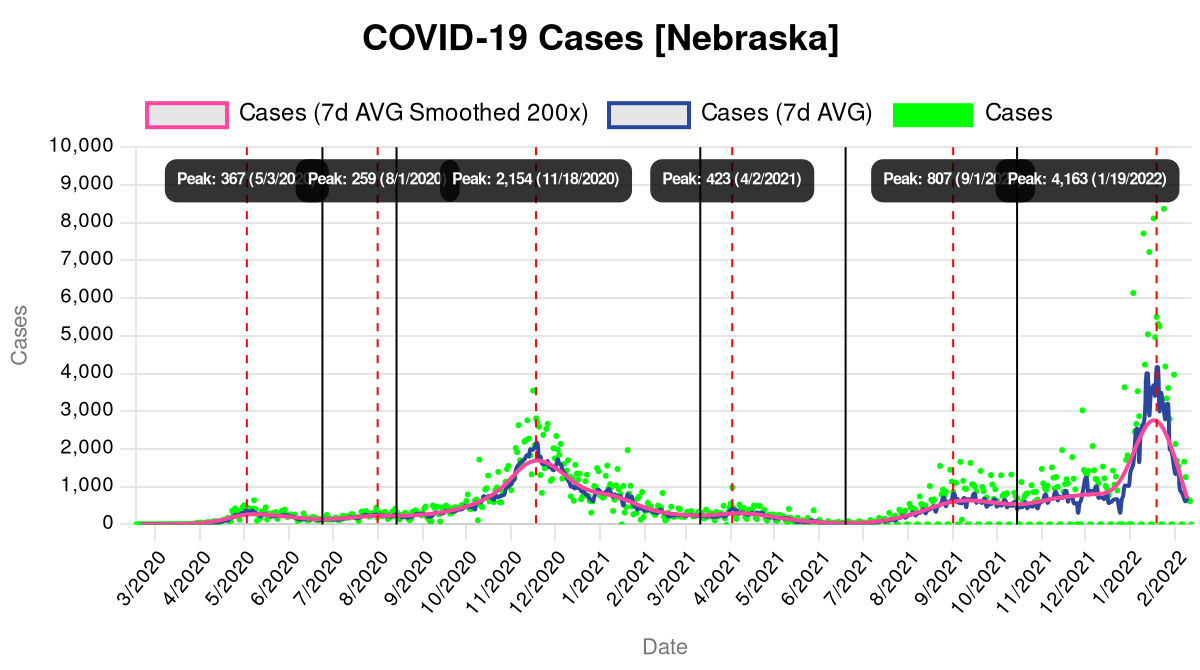 COVID-19 Cases [Nebraska]
Cases (7d AVG Smoothed 200x) Cases (7d AVG) Cases
10,000
9,000
8,000
7,000
6,000
5,000
4,000
3,000
2,000
1,000
0
Cases
Peak: 367 (5/3/20 Peak: 259 (8/1/2020 Peak: 2,154 (11/18/2020) Peak: 423 (4/2/2021) Peak: 807 (9/1/20 Peak: 4,163 (1/19/2022)
3/2020 4/2020 5/2020 6/2020 7/2020 8/2020 9/2020 10/2020 11/2020 12/2020 1/2021 2/2021 3/2021 4/2021 5/2021 6/2021 7/2021 8/2021 9/2021 10/2021 11/2021 12/2021 1/2022 2/2022
Date